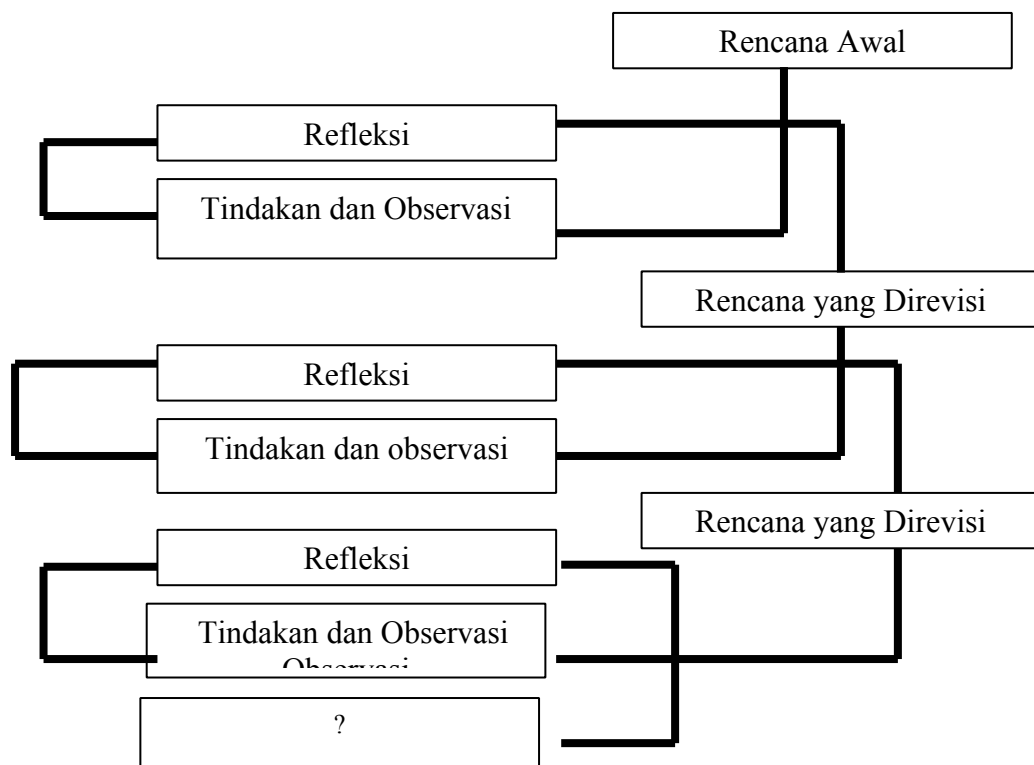 Rencana Awal
Refleksi
Tindakan dan Observasi
Rencana yang Direvisi
Refleksi
Tindakan dan observasi
Rencana yang Direvisi
Refleksi
Tindakan dan Observasi
Observasi
?